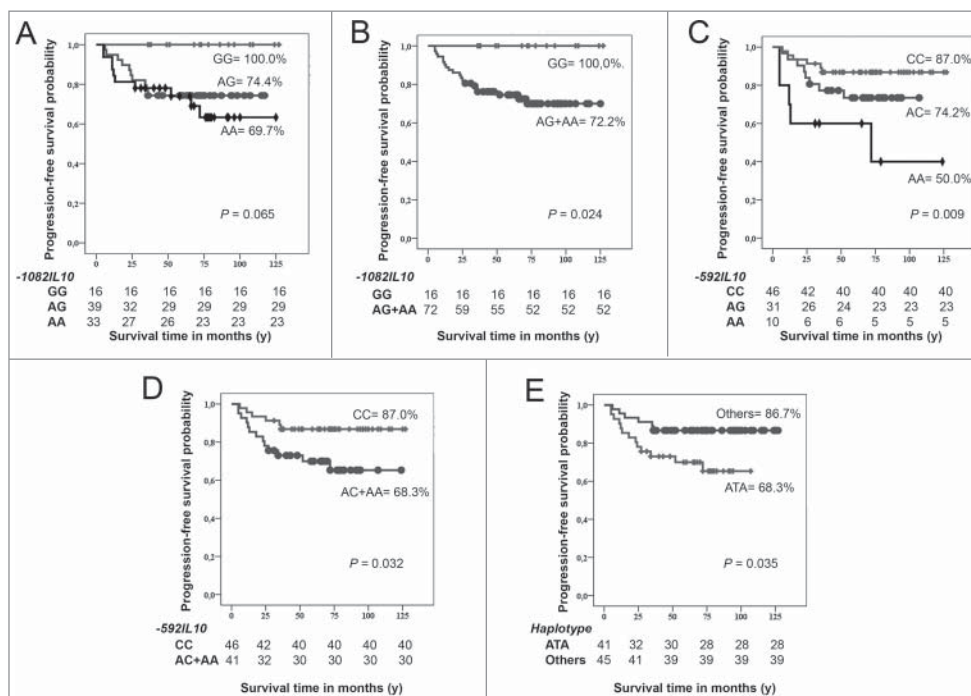 A
Progression-free survival probability
1,0
0,8
0,6
0,4
0,2
0,0
GG= 100.0%
AG= 74.4%
AA= 69.7%
P = 0.065
0 25 50 75 100 125
-1082IL10
GG 16 16 16 16 16 16
AG 39 32 29 29 29 29
AA 33 27 26 23 23 23
Survival time in months (y)
B
Progression-free survival probability
1,0
0,8
0,6
0,4
0,2
0,0
GG= 100,0%.
AG+AA= 72.2%
P = 0.024
0 25 50 75 100 125
-1082IL10
GG 16 16 16 16 16 16
AG+AA 72 59 55 52 52 52
Survival time in months (y)
C
Progression-free survival probability
1,0
0,8
0,6
0,4
0,2
0,0
CC= 87.0%
AC= 74.2%
AA= 50.0%
P = 0.009
0 25 50 75 100 125
-592IL10
CC 46 42 40 40 40 40
AG 31 26 24 23 23 23
AA 10 6 6 5 5 5
Survival time in months (y)
D
Progression-free survival probability
1,0
0,8
0,6
0,4
0,2
0,0
CC= 87.0%
AC+AA= 68.3%
P = 0.032
0 25 50 75 100 125
-592IL10
CC 46 42 40 40 40 40
AC+AA 41 32 30 30 30 30
Survival time in months (y)
E
Progression-free survival probability
1,0
0,8
0,6
0,4
0,2
0,0
Others= 86.7%
ATA= 68.3%
P = 0.035
0 25 50 75 100 125
Haplotype
ATA 41 32 30 28 28 28
Others 45 41 39 39 39 39
Survival time in months (y)